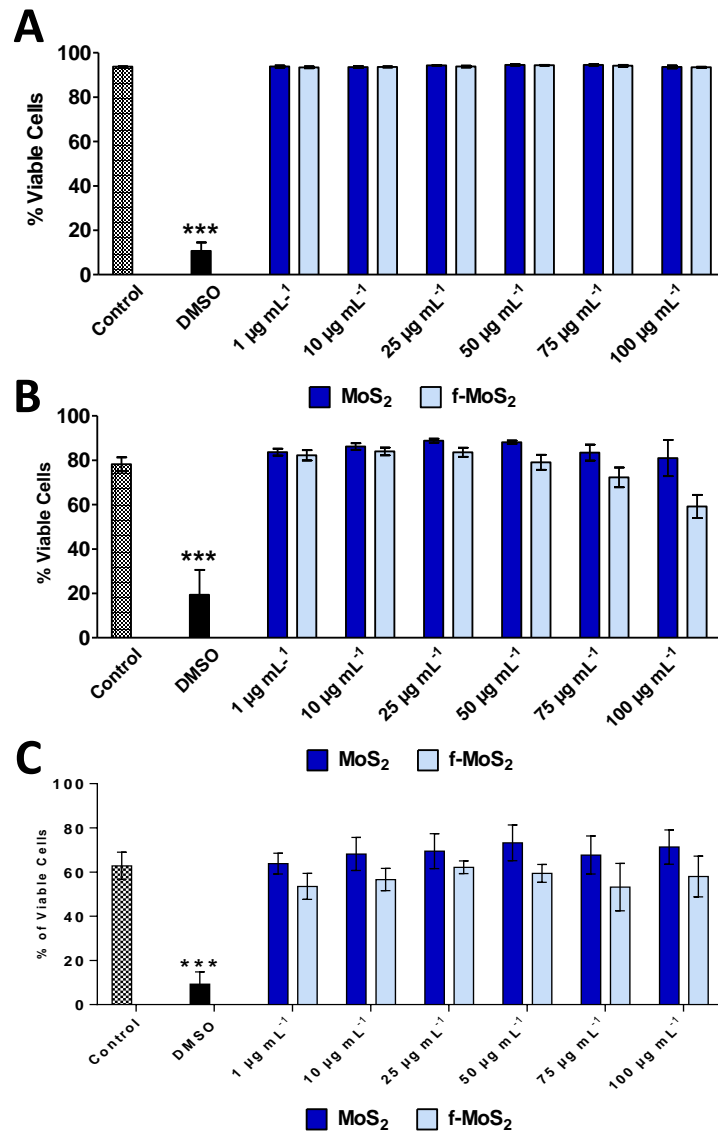 A
% Viable Cells
100
80
60
40
20
0
***
Control
DMSO
1 µg mL-¹
10 µg mL⁻¹
25 µg mL⁻¹
50 µg mL⁻¹
75 µg mL⁻¹
100 µg mL⁻¹
MoS₂ f-MoS₂
B
% Viable Cells
100
80
60
40
20
0
***
Control
DMSO
1 µg mL-¹
10 µg mL⁻¹
25 µg mL⁻¹
50 µg mL⁻¹
75 µg mL⁻¹
100 µg mL⁻¹
MoS₂ f-MoS₂
C
% of Viable Cells
100
80
60
40
20
0
***
Control
DMSO
1 µg mL⁻¹
10 µg mL⁻¹
25 µg mL⁻¹
50 µg mL⁻¹
75 µg mL⁻¹
100 µg mL⁻¹
MoS₂ f-MoS₂